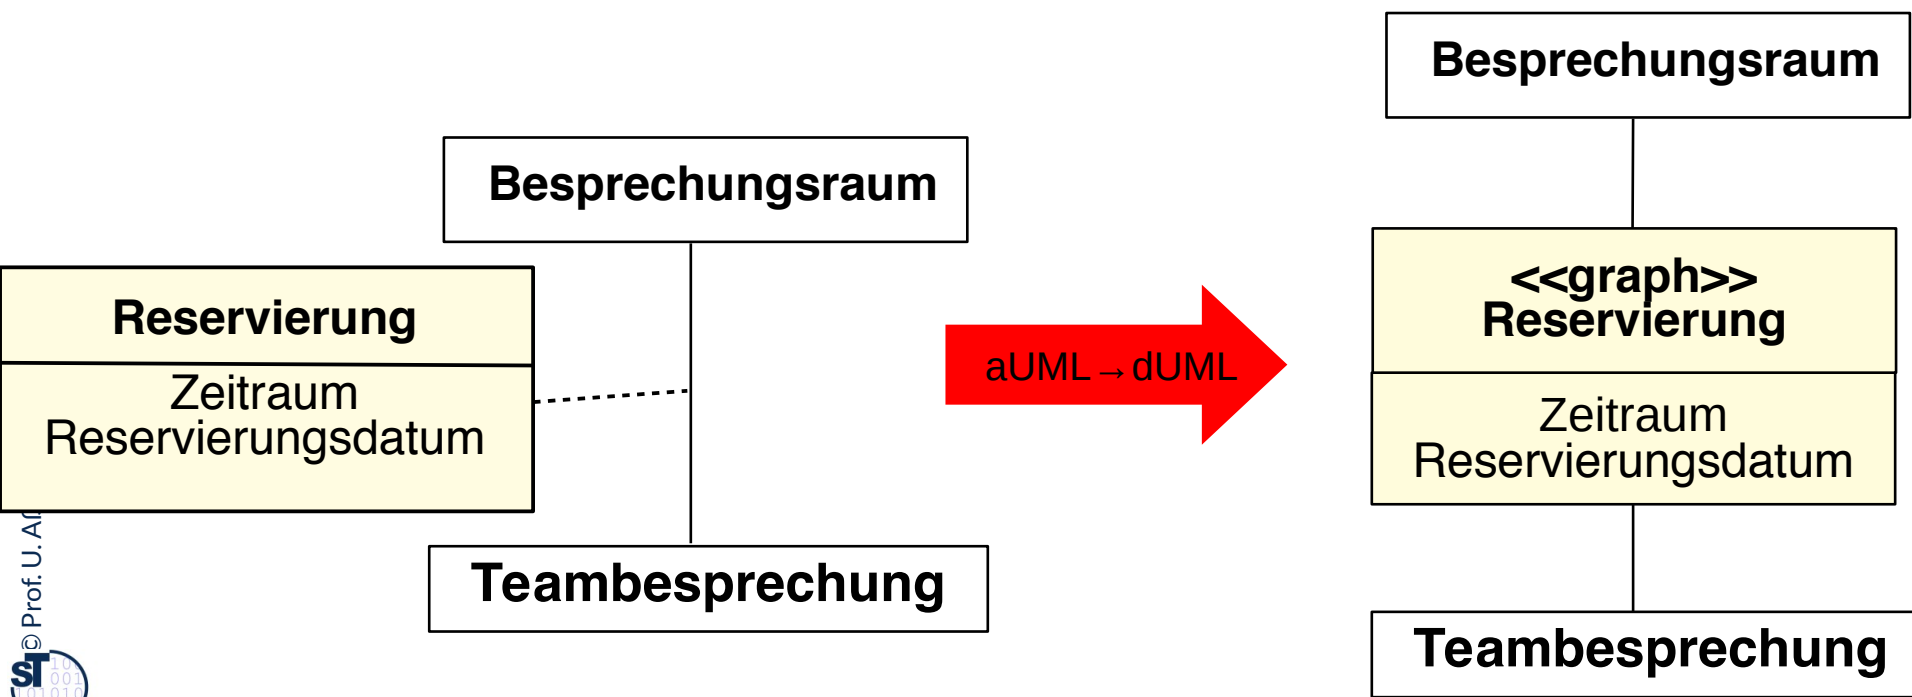 Besprechungsraum
Reservierung
Zeitraum
Reservierungsdatum
Teambesprechung
aUML→dUML
Besprechungsraum
<<graph>>
Reservierung
Zeitraum
Reservierungsdatum
Teambesprechung
© Prof. U.
ST